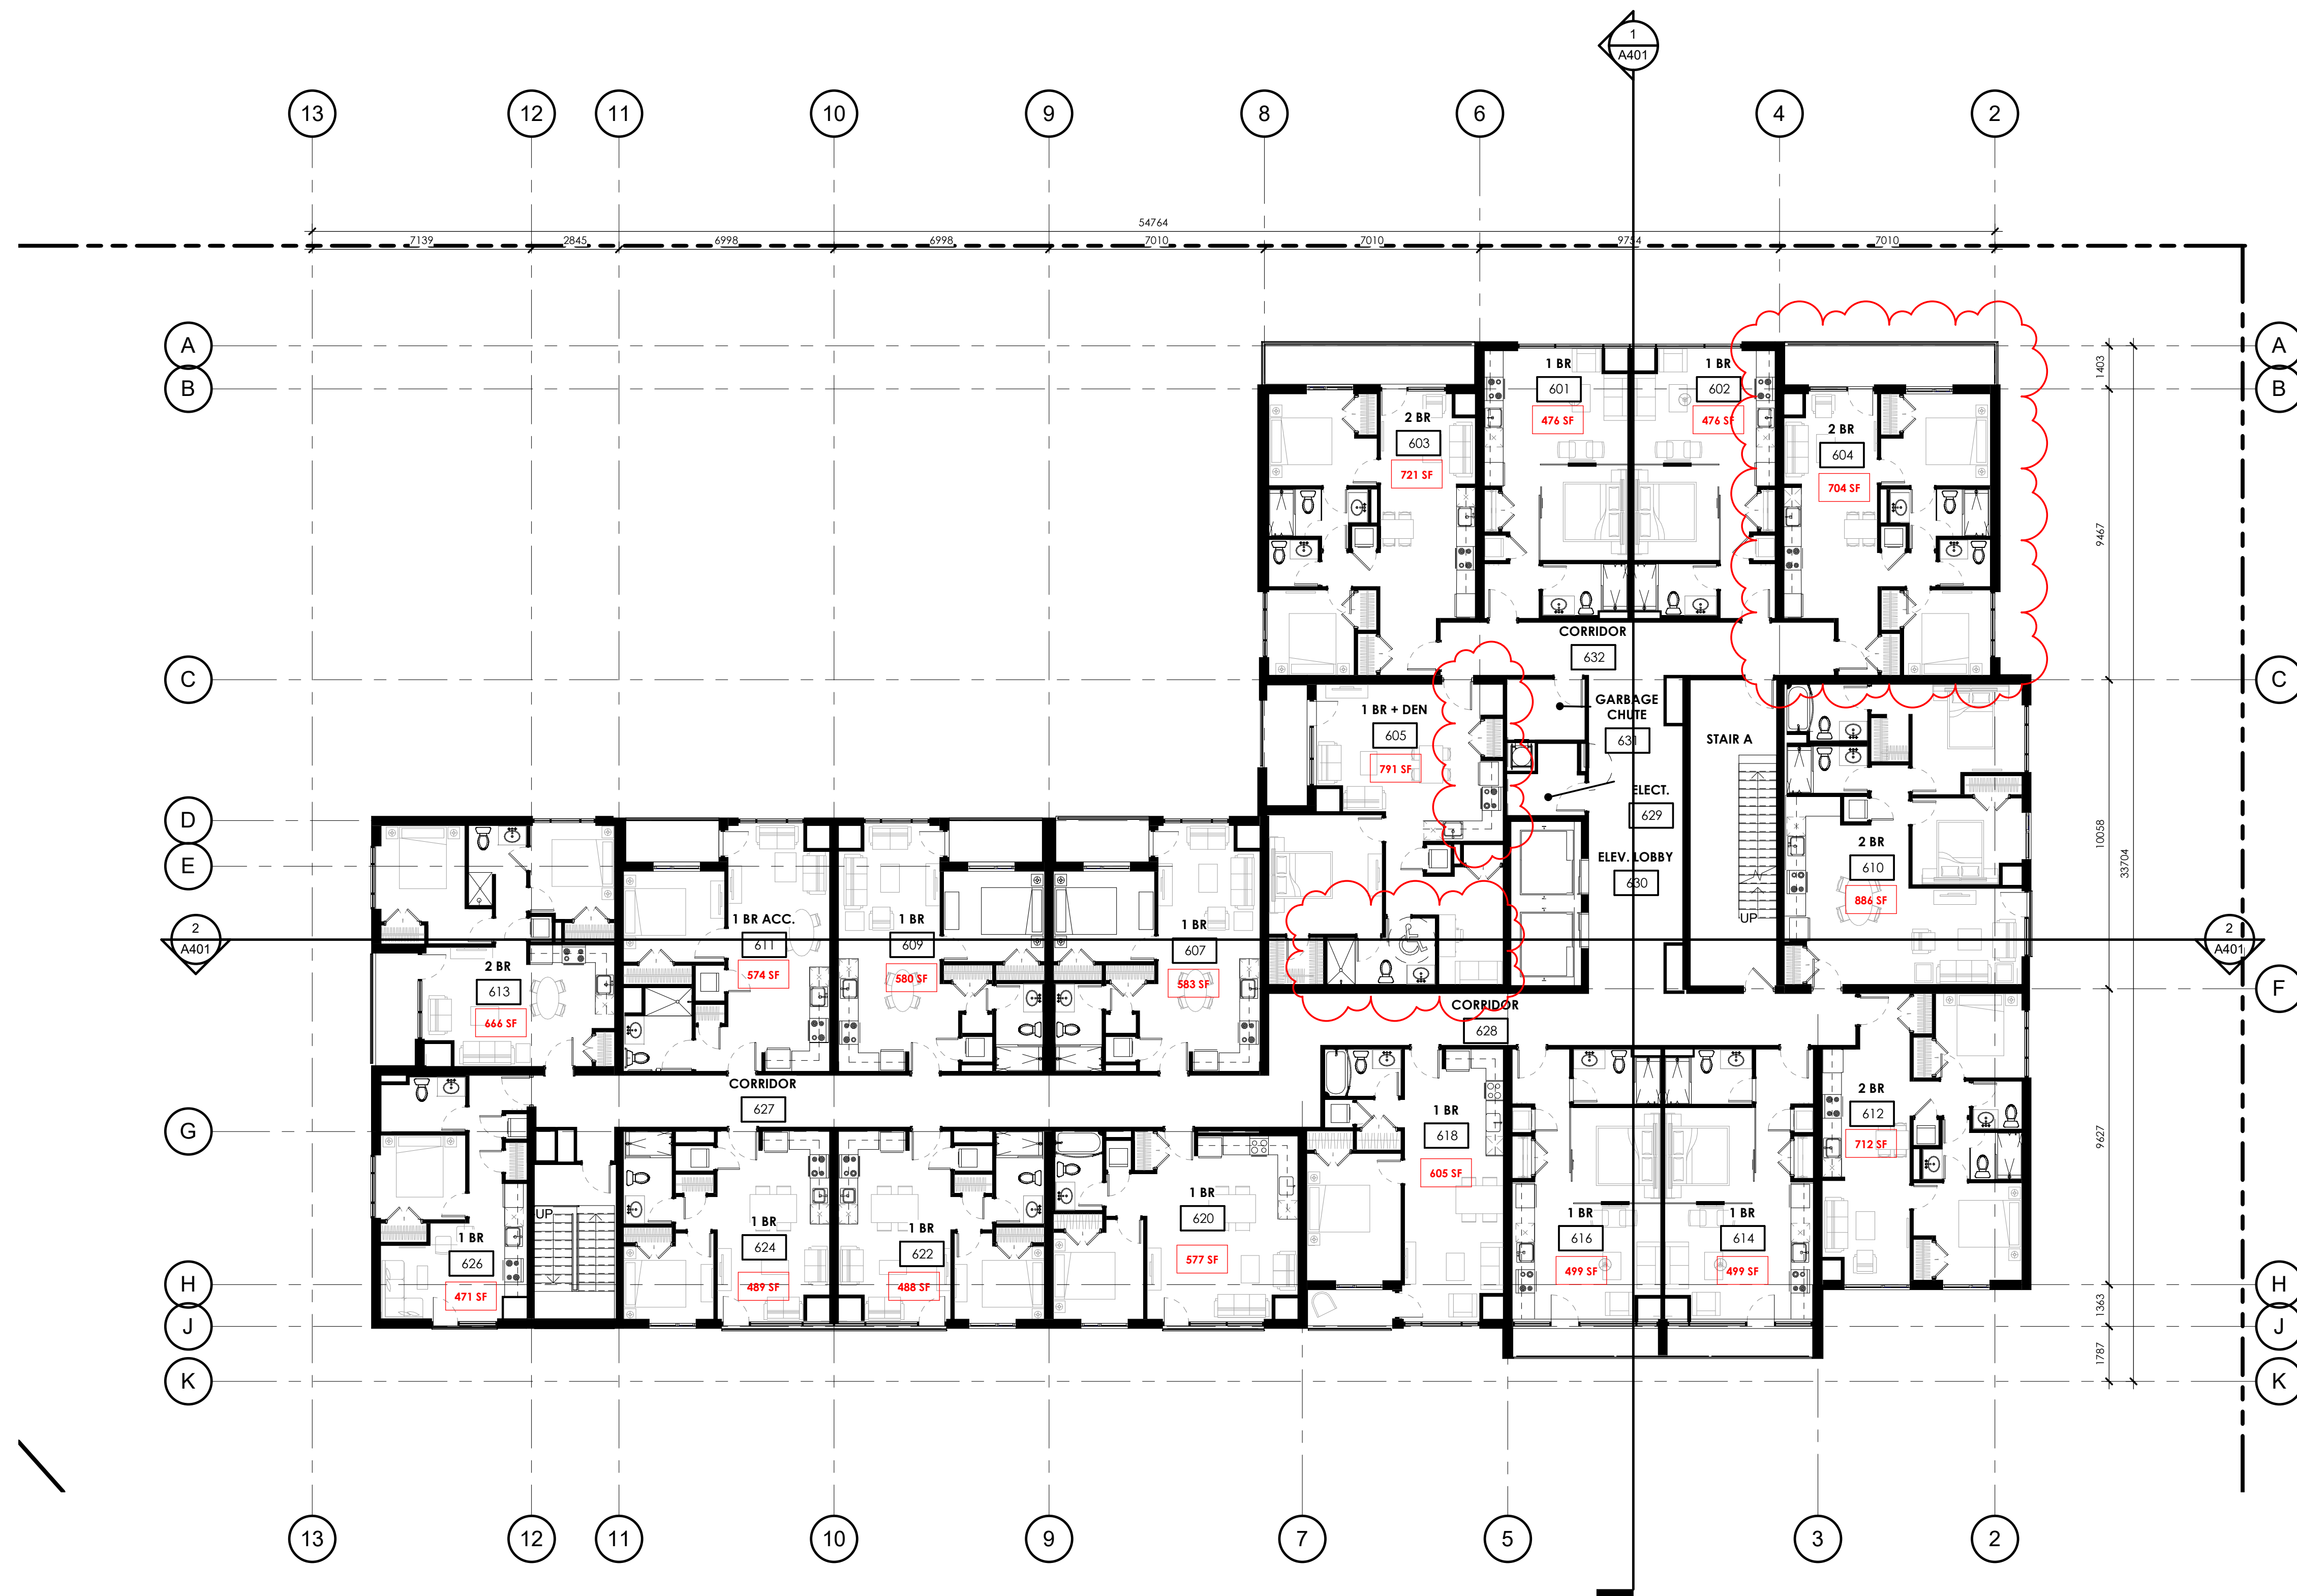 1
A401
13
12
11
10
9
8
6
4
2
54764
7139
2845
6998
6998
7010
7010
9754
7010
A
A
B
B
1403
1 BR
601
476 SF
1 BR
602
476 SF
2 BR
603
721 SF
2 BR
604
704 SF
9467
CORRIDOR
632
C
C
GARBAGE
CHUTE
631
1 BR + DEN
605
791 SF
STAIR A
ELECT.
629
D
D
E
E
ELEV. LOBBY
630
10058
33704
2 BR
610
886 SF
UP
1 BR ACC.
611
574 SF
1 BR
609
580 SF
1 BR
607
583 SF
2
A401
2
A401
2 BR
613
666 SF
F
F
CORRIDOR
628
CORRIDOR
627
G
G
1 BR
618
605 SF
2 BR
612
712 SF
9627
UP
1 BR
626
471 SF
1 BR
624
489 SF
1 BR
622
488 SF
1 BR
620
577 SF
1 BR
616
499 SF
1 BR
614
499 SF
H
H
1363
J
J
1787
K
K
13
12
11
10
9
7
5
3
2